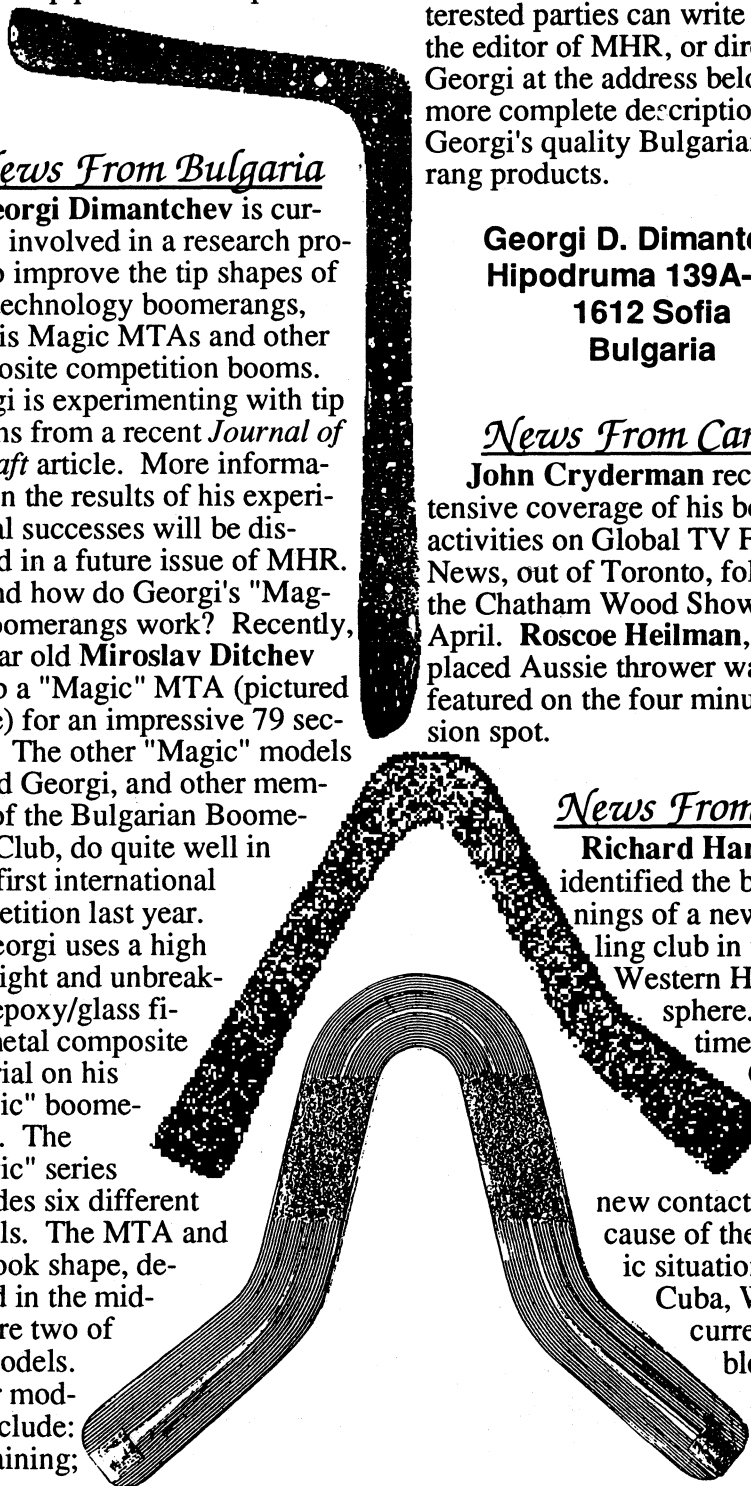 ews From Bulgaria
eorgi Dimantchev is cur-
involved in a research pro-
o improve the tip shapes of
echnology boomerangs,
is Magic MTAs and other
osite competition booms.
gi is experimenting with tip
ns from a recent Journal of
aft article. More informa-
n the results of his experi-
al successes will be dis-
d in a future issue of MHR.
nd how do Georgi's "Mag-
oomerangs work? Recently,
ar old Miroslav Ditchev
o a "Magic" MTA (pictured
e) for an impressive 79 sec-
The other "Magic" models
d Georgi, and other mem-
of the Bulgarian Boome-
Club, do quite well in
first international
etition last year.
eorgi uses a high
ight and unbreak-
epoxy/glass fi-
netal composite
rial on his
ic" boome-
. The
ic" series
des six different
ls. The MTA and
ook shape, de-
d in the mid-
re two of
odels.
r mod-
clude:
aining;
terested parties can write
the editor of MHR, or dir
Georgi at the address bel
more complete descriptio
Georgi's quality Bulgaria
rang products.
Georgi D. Dimant
Hipodruma 139A-
1612 Sofia
Bulgaria
News From Can
John Cryderman rec
tensive coverage of his b
activities on Global TV F
News, out of Toronto, fol
the Chatham Wood Show
April. Roscoe Heilman,
placed Aussie thrower wa
featured on the four minu
sion spot.
News From
Richard Har
identified the b
nings of a new
ling club in
Western H
sphere.
time
new contact
cause of the
ic situation
Cuba, W
curre
blo